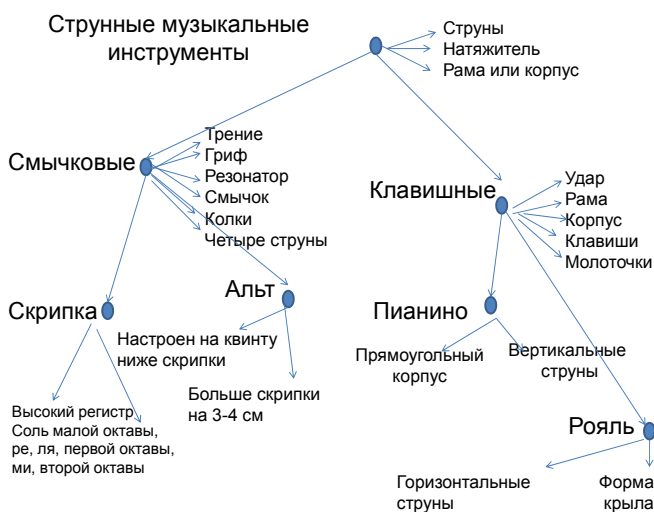 Струнные музыкальные
инструменты
Струны
Натяжитель
Рама или корпус
Смычковые
Трение
Гриф
Резонатор
Смычок
Колки
Четыре струны
Клавишные
Удар
Рама
Корпус
Клавиши
Молоточки
Скрипка
Альт
Пианино
Настроен на квинту
ниже скрипки
Больше скрипки
на 3-4 см
Прямоугольный
корпус
Вертикальные
струны
Высокий регистр
Соль малой октавы,
ре, ля, первой октавы,
ми, второй октавы
Рояль
Горизонтальные
струны
Форма
крыла